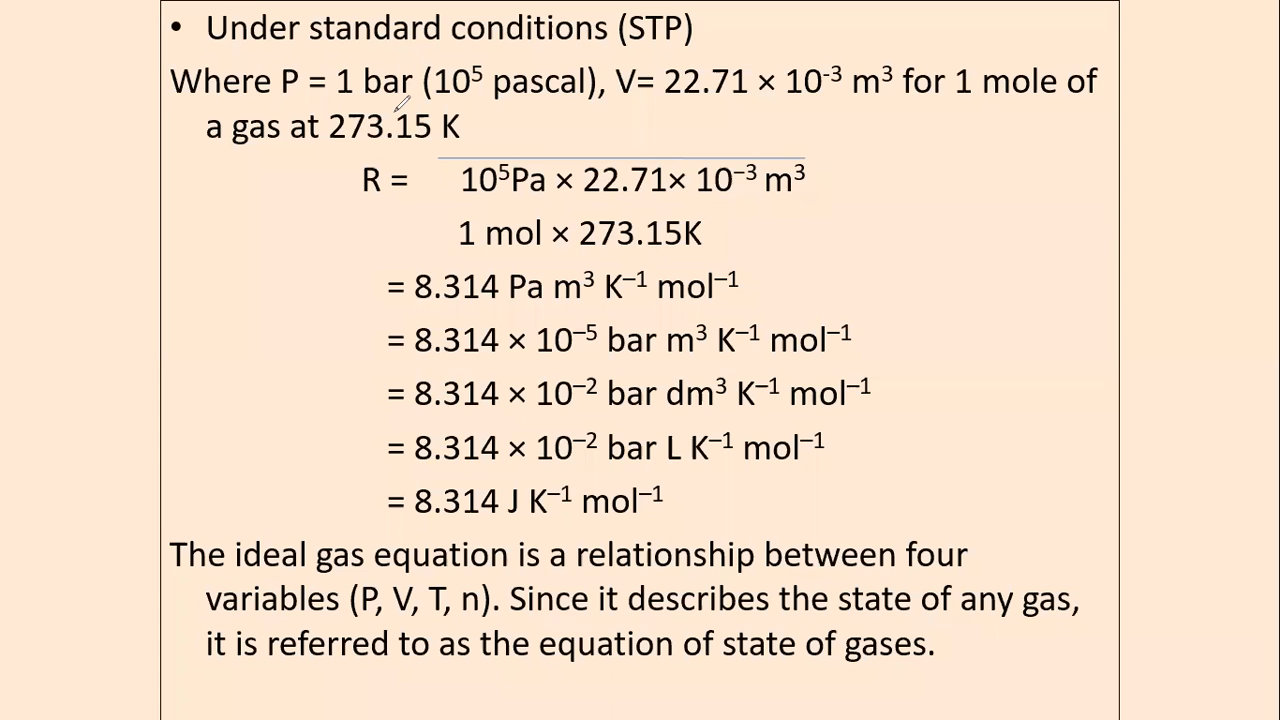 • Under standard conditions (STP)
Where P = 1 bar (10⁵ pascal), V= 22.71 × 10⁻³ m³ for 1 mole of
a gas at 273.15 K
R = 10⁵Pa × 22.71× 10⁻³ m³
1 mol × 273.15K
= 8.314 Pa m³ K⁻¹ mol⁻¹
= 8.314 × 10⁻⁵ bar m³ K⁻¹ mol⁻¹
= 8.314 × 10⁻² bar dm³ K⁻¹ mol⁻¹
= 8.314 × 10⁻² bar L K⁻¹ mol⁻¹
= 8.314 J K⁻¹ mol⁻¹
The ideal gas equation is a relationship between four
variables (P, V, T, n). Since it describes the state of any gas,
it is referred to as the equation of state of gases.